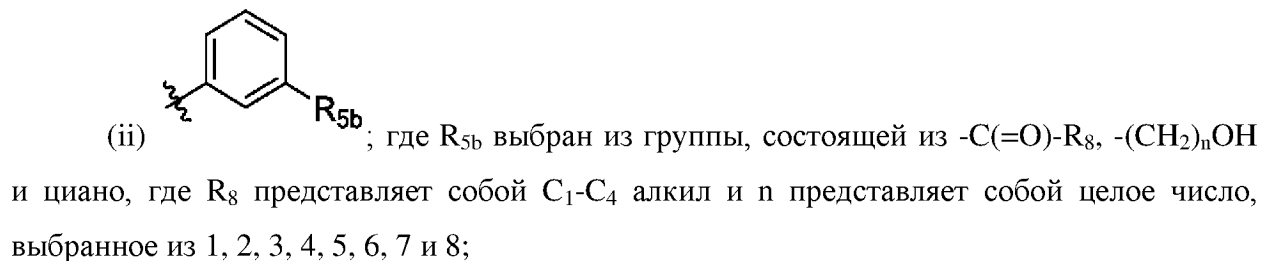 (ii) R5b; где R5b выбран из группы, состоящей из -C(=O)-R8, -(CH2)nOH
и циано, где R8 представляет собой C1-C4 алкил и n представляет собой целое число,
выбранное из 1, 2, 3, 4, 5, 6, 7 и 8;